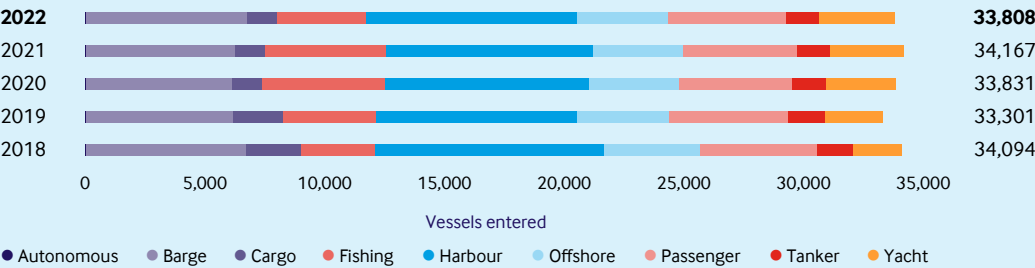 2022 33,808
2021 34,167
2020 33,831
2019 33,301
2018 34,094
0 5,000 10,000 15,000 20,000 25,000 30,000 35,000
Vessels entered
Autonomous Barge Cargo Fishing Harbour Offshore Passenger Tanker Yacht